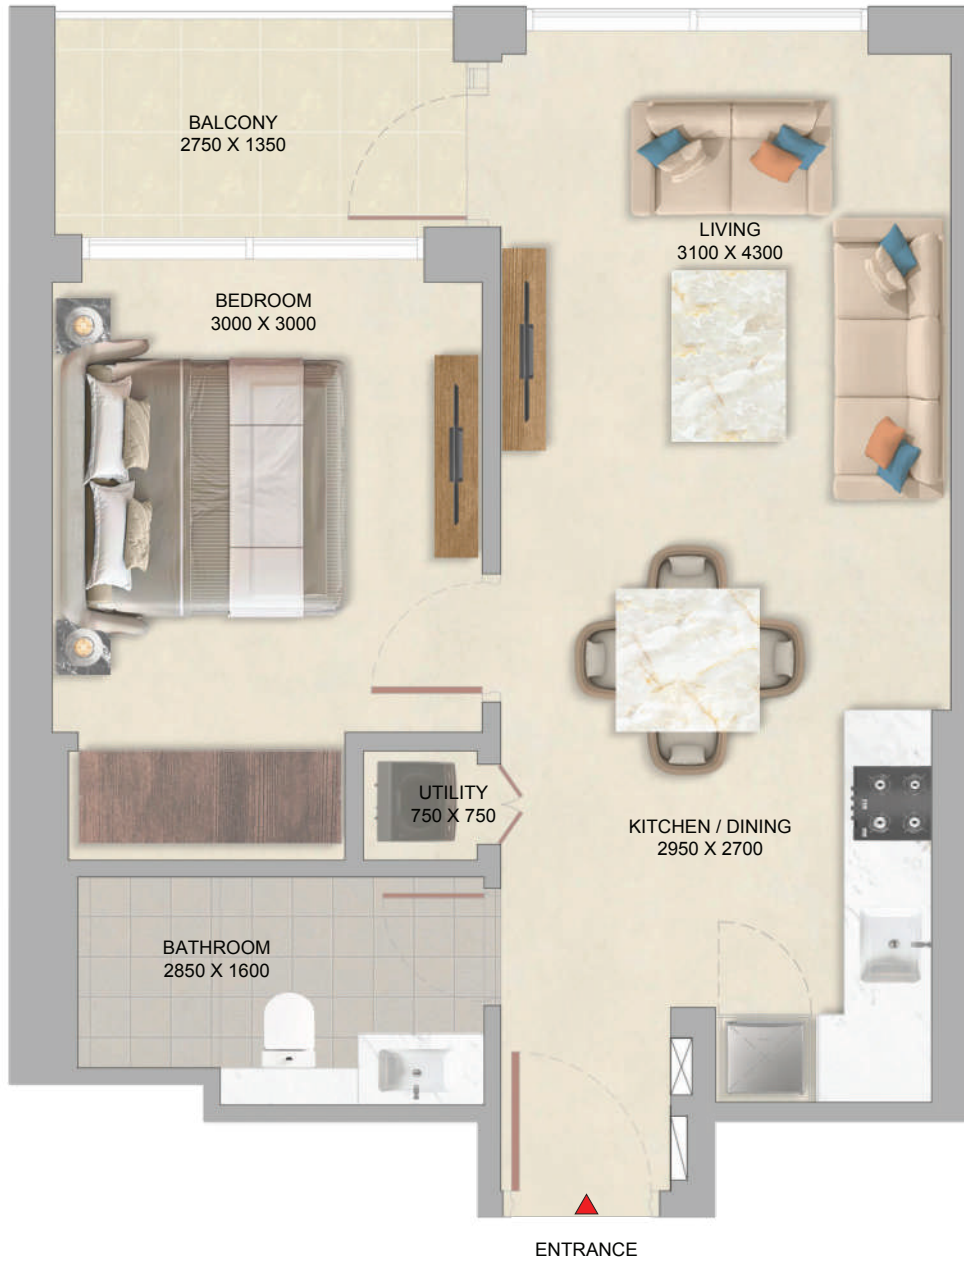 BALCONY
2750 X 1350
LIVING
3100 X 4300
BEDROOM
3000 X 3000
UTILITY
750 X 750
KITCHEN / DINING
2950 X 2700
BATHROOM
2850 X 1600
ENTRANCE